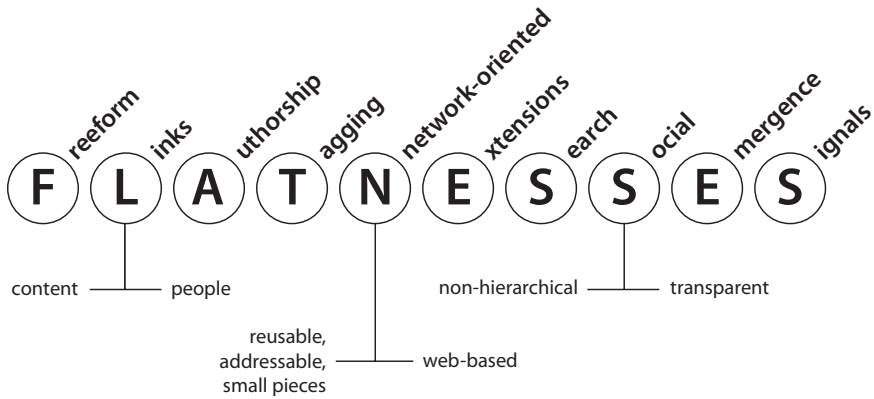 reeform
inks
uthorship
agging
network-oriented
xtensions
earch
ocial
mergence
ignals
F L A T N E S S E S
content
people
non-hierarchical
transparent
reusable,
addressable,
small pieces
web-based